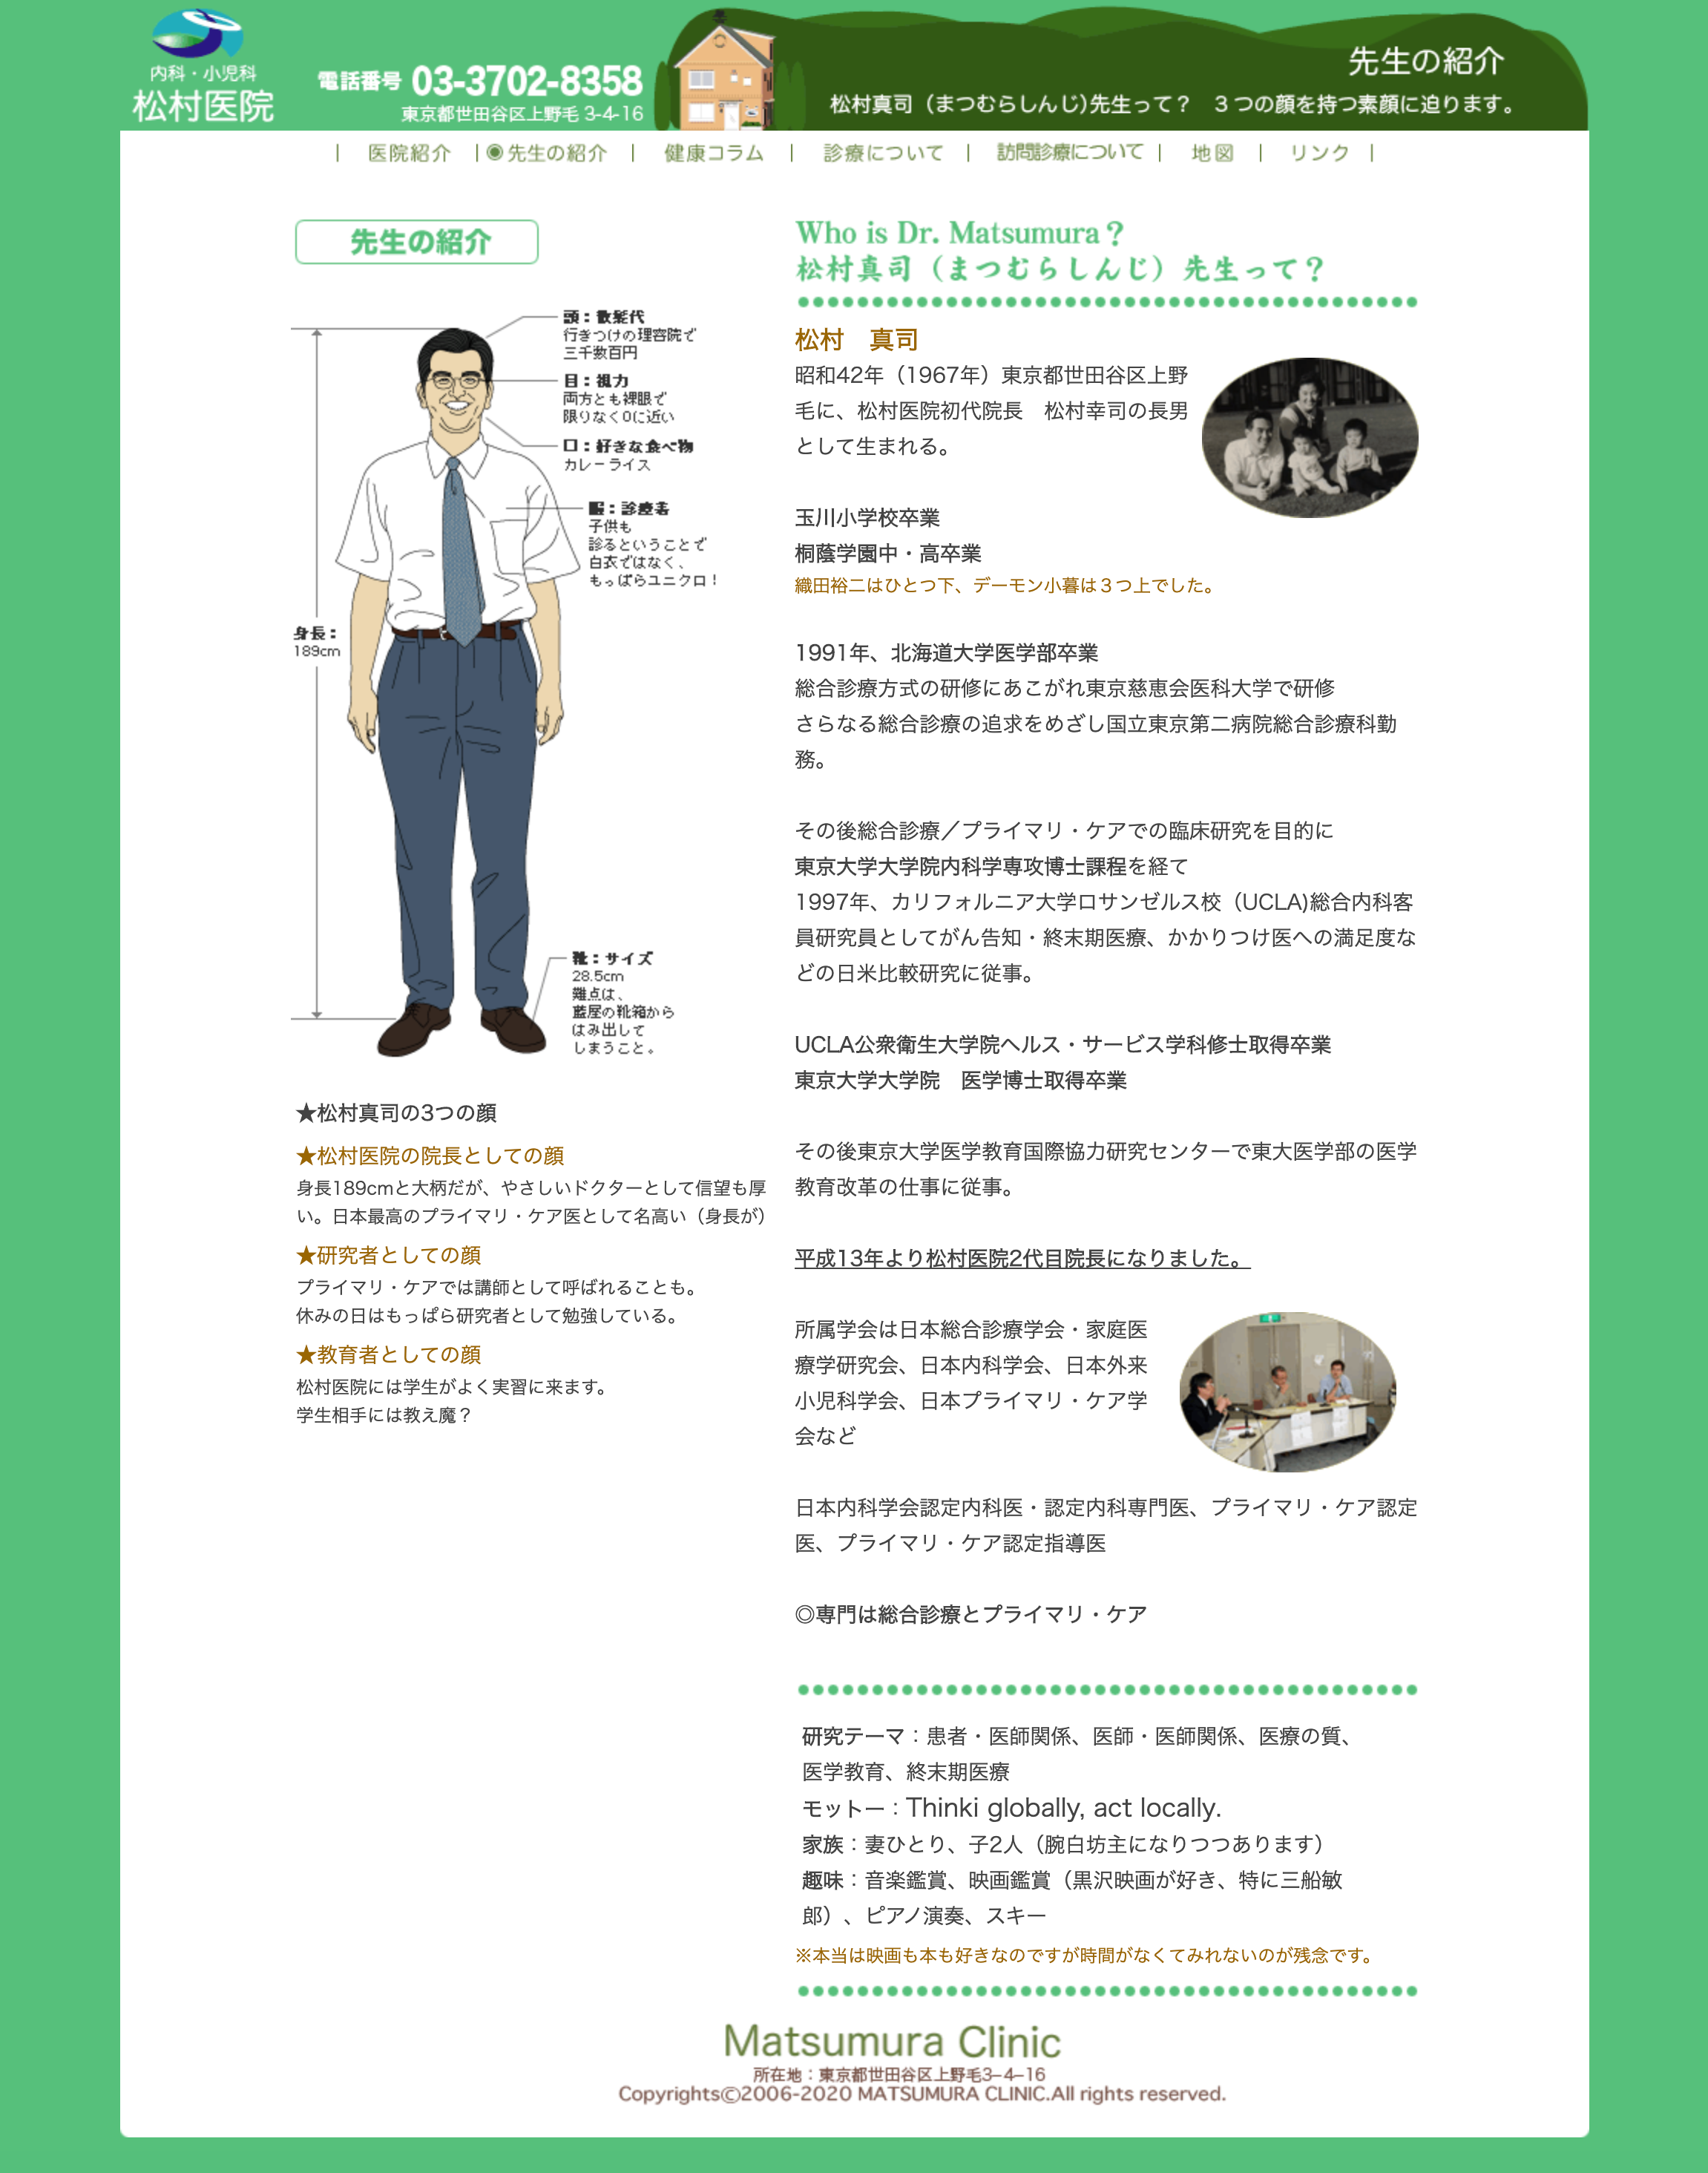 内科・小児科
松村医院
電話番号 03-3702-8358
東京都世田谷区上野毛 3-4-16
先生の紹介
松村真司（まつむらしんじ)先生って？　３つの顔を持つ素顔に迫ります。
| 医院紹介 | ◉先生の紹介 | 健康コラム | 診療について | 訪問診療について | 地図 | リンク |
先生の紹介
頭：散髪代
行きつけの理容院で
三千数百円
目：視力
両方とも裸眼で
限りなく0に近い
口：好きな食べ物
カレーライス
服：診療着
子供も
診るということで
白衣ではなく、
もっぱらユニクロ！
身長：
189cm
靴：サイズ
28.5cm
難点は、
藍屋の靴箱から
はみ出して
しまうこと。
★松村真司の3つの顔
★松村医院の院長としての顔
身長189cmと大柄だが、やさしいドクターとして信望も厚
い。日本最高のプライマリ・ケア医として名高い（身長が）
★研究者としての顔
プライマリ・ケアでは講師として呼ばれることも。
休みの日はもっぱら研究者として勉強している。
★教育者としての顔
松村医院には学生がよく実習に来ます。
学生相手には教え魔？
Who is Dr. Matsumura？
松村真司（まつむらしんじ）先生って？
松村　真司
昭和42年（1967年）東京都世田谷区上野
毛に、松村医院初代院長　松村幸司の長男
として生まれる。
玉川小学校卒業
桐蔭学園中・高卒業
織田裕二はひとつ下、デーモン小暮は３つ上でした。
1991年、北海道大学医学部卒業
総合診療方式の研修にあこがれ東京慈恵会医科大学で研修
さらなる総合診療の追求をめざし国立東京第二病院総合診療科勤
務。
その後総合診療／プライマリ・ケアでの臨床研究を目的に
東京大学大学院内科学専攻博士課程を経て
1997年、カリフォルニア大学ロサンゼルス校（UCLA)総合内科客
員研究員としてがん告知・終末期医療、かかりつけ医への満足度な
どの日米比較研究に従事。
UCLA公衆衛生大学院ヘルス・サービス学科修士取得卒業
東京大学大学院　医学博士取得卒業
その後東京大学医学教育国際協力研究センターで東大医学部の医学
教育改革の仕事に従事。
平成13年より松村医院2代目院長になりました。
所属学会は日本総合診療学会・家庭医
療学研究会、日本内科学会、日本外来
小児科学会、日本プライマリ・ケア学
会など
日本内科学会認定内科医・認定内科専門医、プライマリ・ケア認定
医、プライマリ・ケア認定指導医
◎専門は総合診療とプライマリ・ケア
研究テーマ：患者・医師関係、医師・医師関係、医療の質、
医学教育、終末期医療
モットー：Thinki globally, act locally.
家族：妻ひとり、子2人（腕白坊主になりつつあります）
趣味：音楽鑑賞、映画鑑賞（黒沢映画が好き、特に三船敏
郎）、ピアノ演奏、スキー
※本当は映画も本も好きなのですが時間がなくてみれないのが残念です。
Matsumura Clinic
所在地：東京都世田谷区上野毛3−4−16
Copyrights©2006-2020 MATSUMURA CLINIC.All rights reserved.